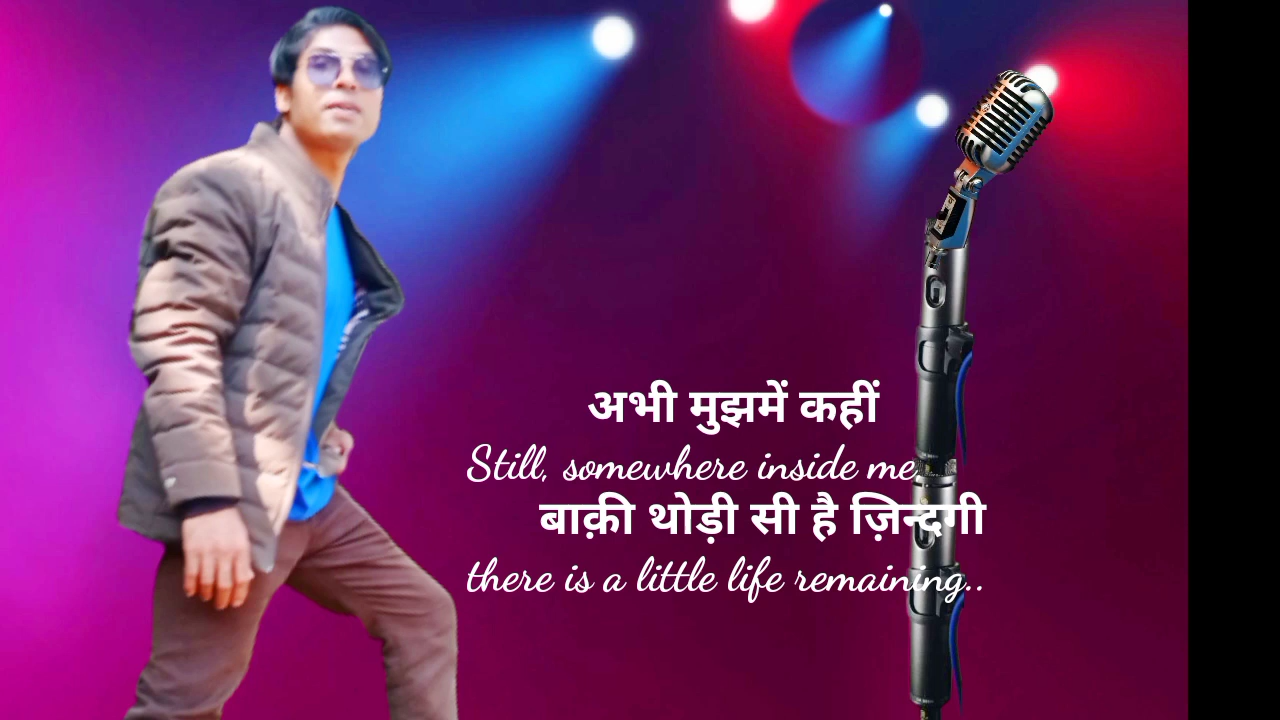 अभी मुझमें कहीं
Still, somewhere inside me,
बाक़ी थोड़ी सी है ज़िन्दगी
there is a little life remaining..